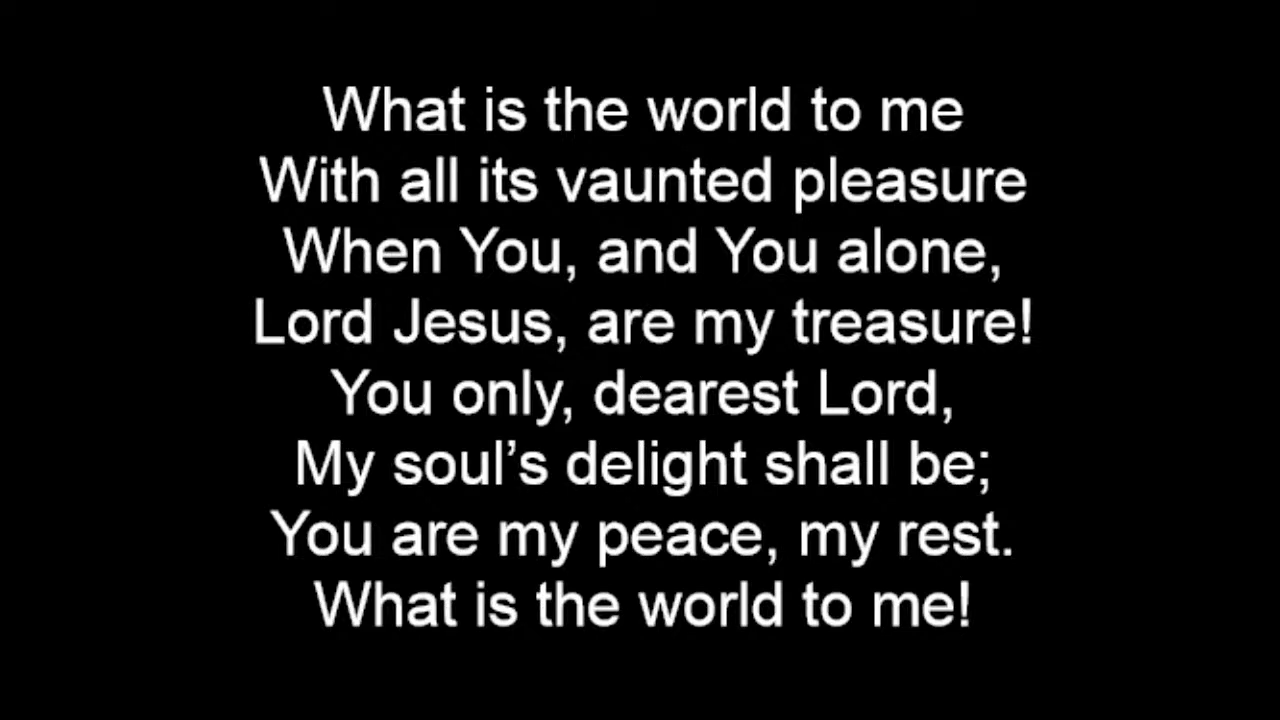 What is the world to me
With all its vaunted pleasure
When You, and You alone,
Lord Jesus, are my treasure!
You only, dearest Lord,
My soul’s delight shall be;
You are my peace, my rest.
What is the world to me!